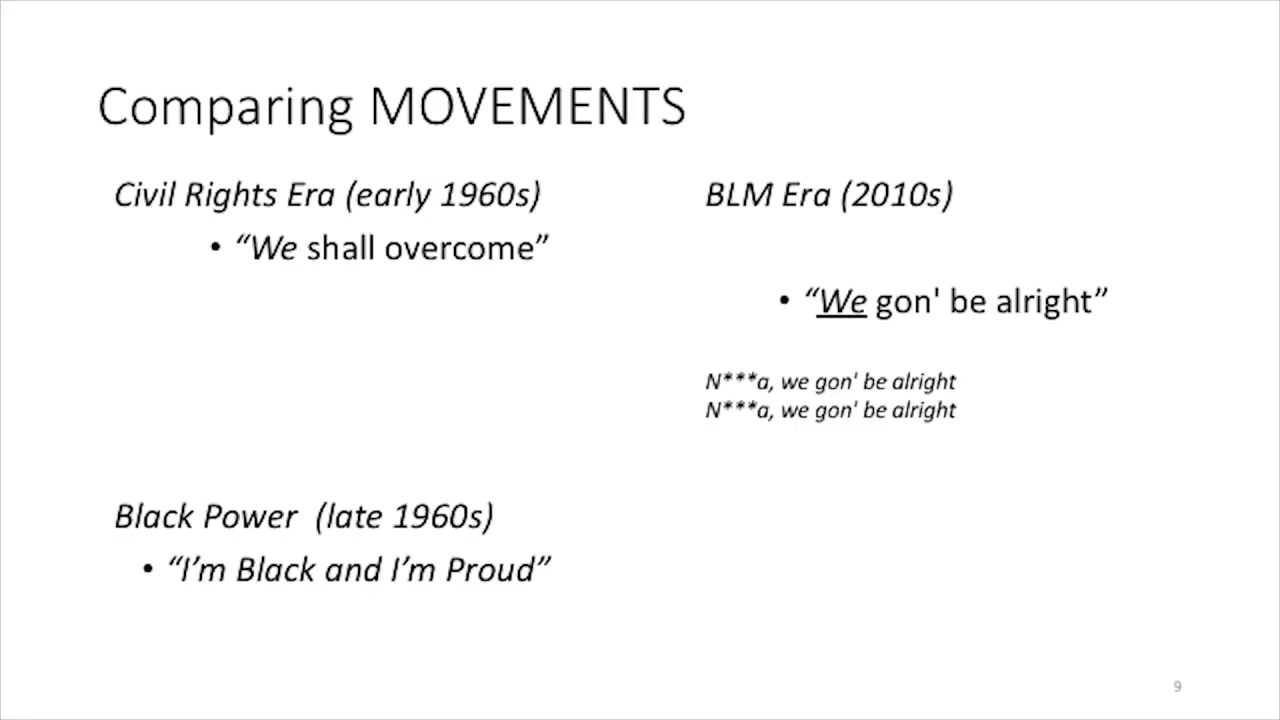 Comparing MOVEMENTS
Civil Rights Era (early 1960s)
• “We shall overcome”
BLM Era (2010s)
• “We gon' be alright”
N***a, we gon' be alright
N***a, we gon' be alright
Black Power (late 1960s)
• “I’m Black and I’m Proud”
9